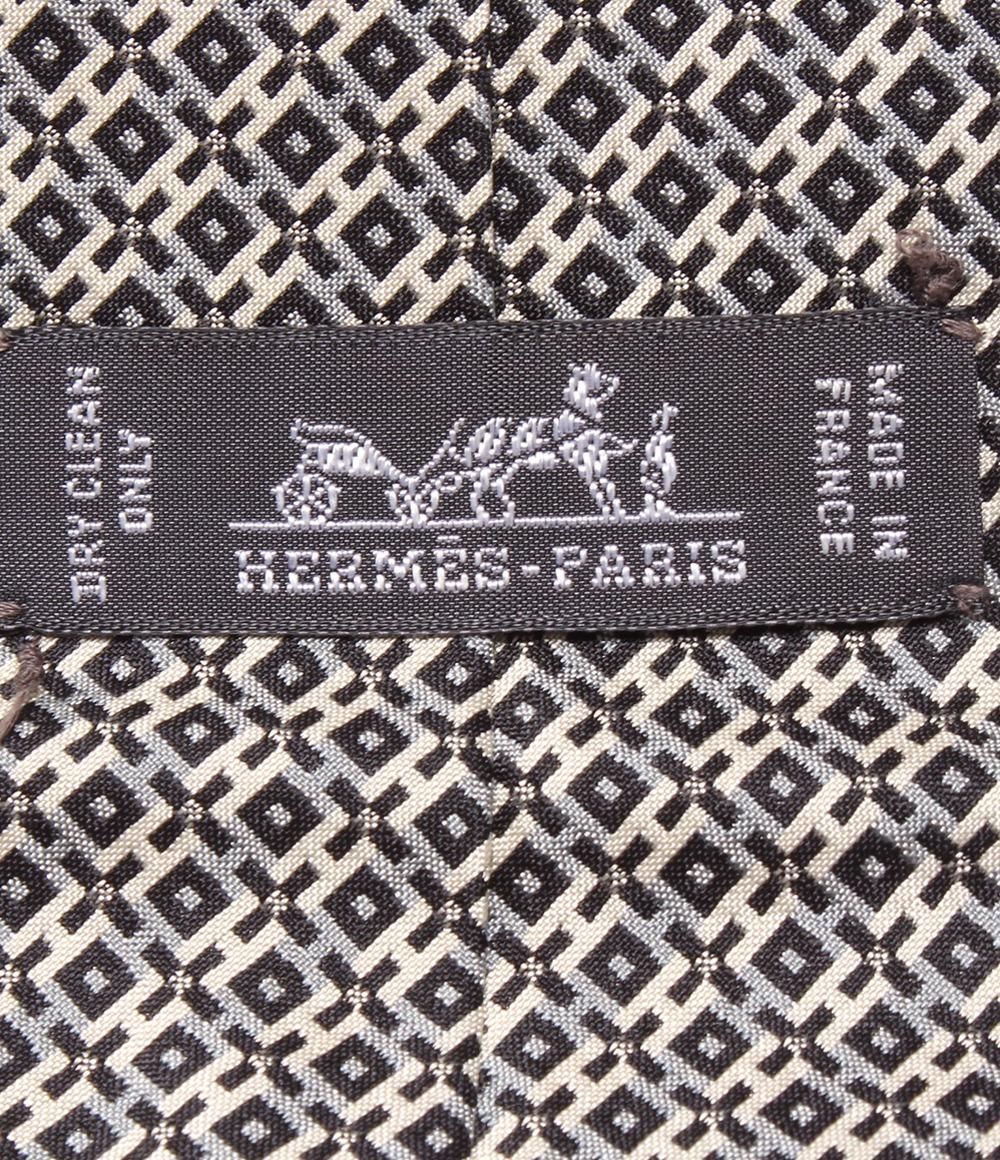 DRY CLEAN
ONLY
HERMÈS-PARIS
MADE IN
FRANCE